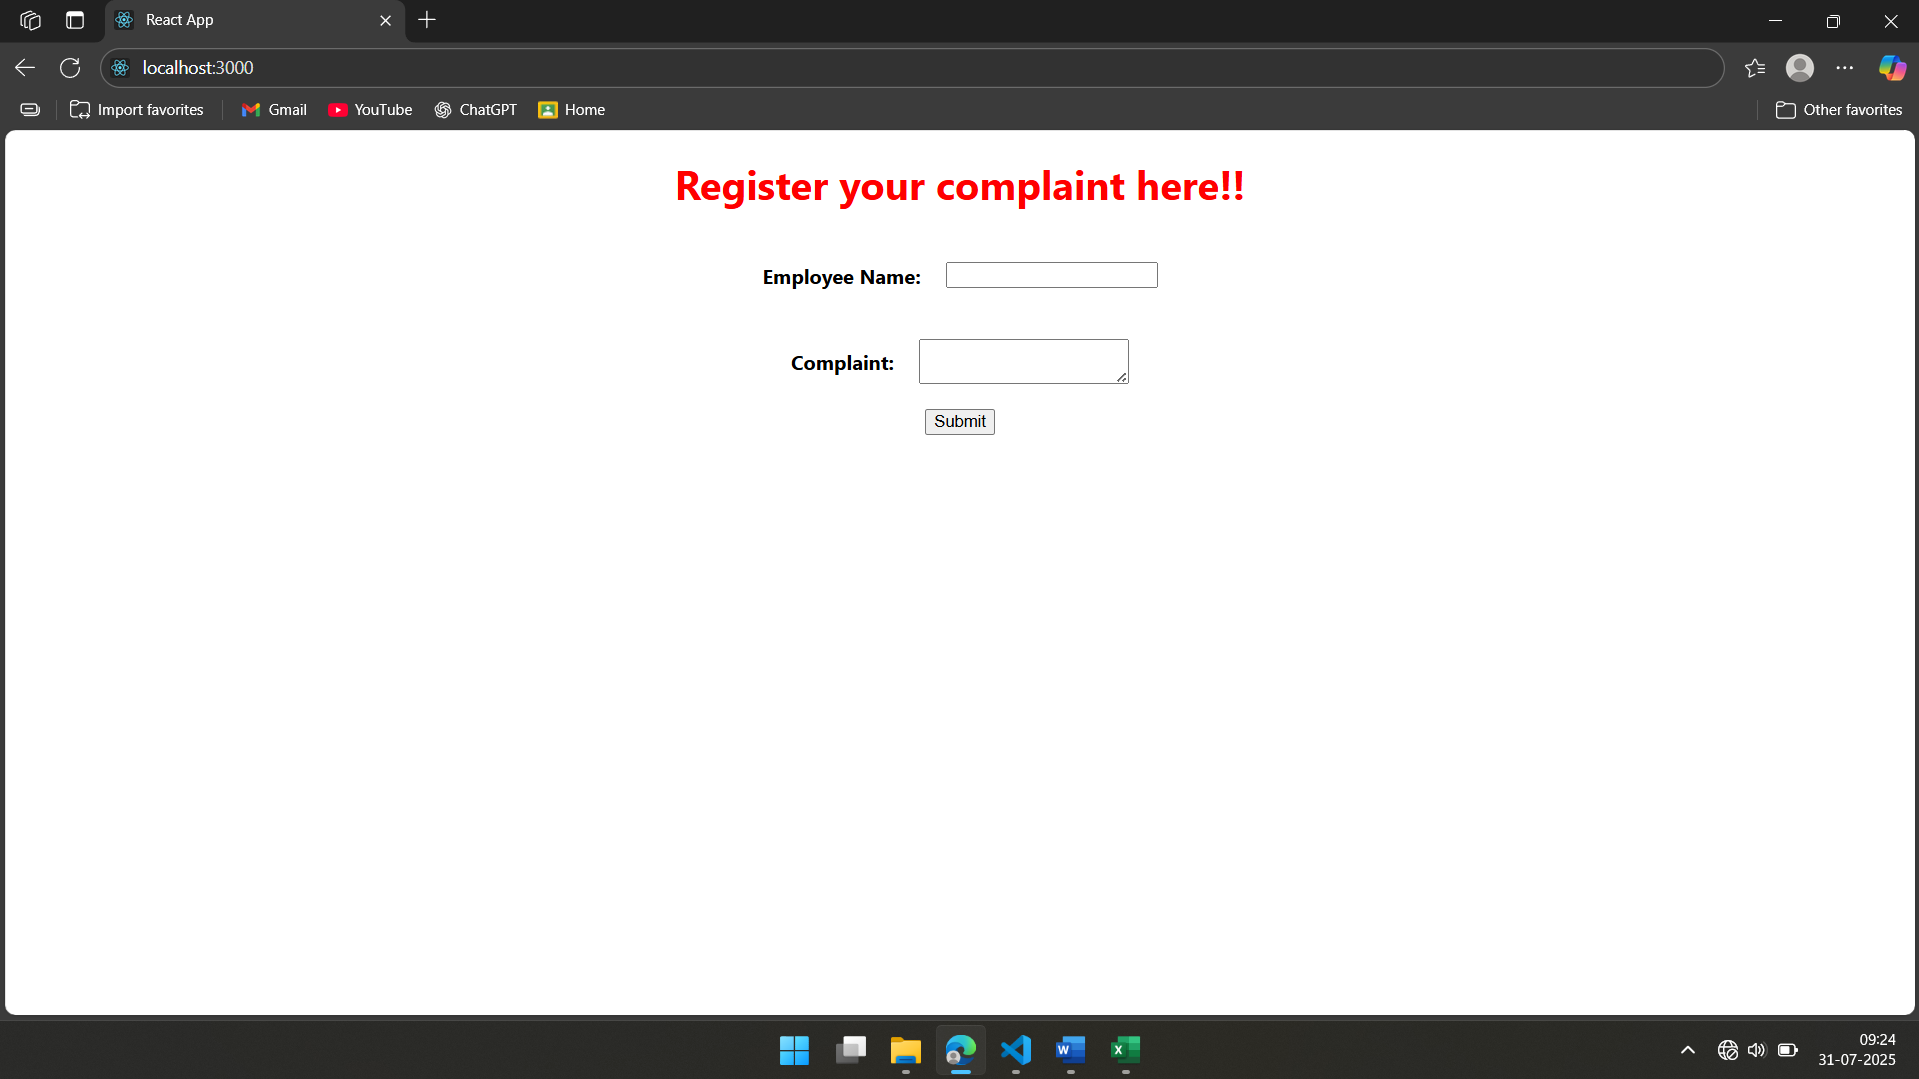 React App
localhost:3000
Import favorites Gmail YouTube ChatGPT Home Other favorites
Register your complaint here!!
Employee Name:
Complaint:
Submit
09:24
31-07-2025